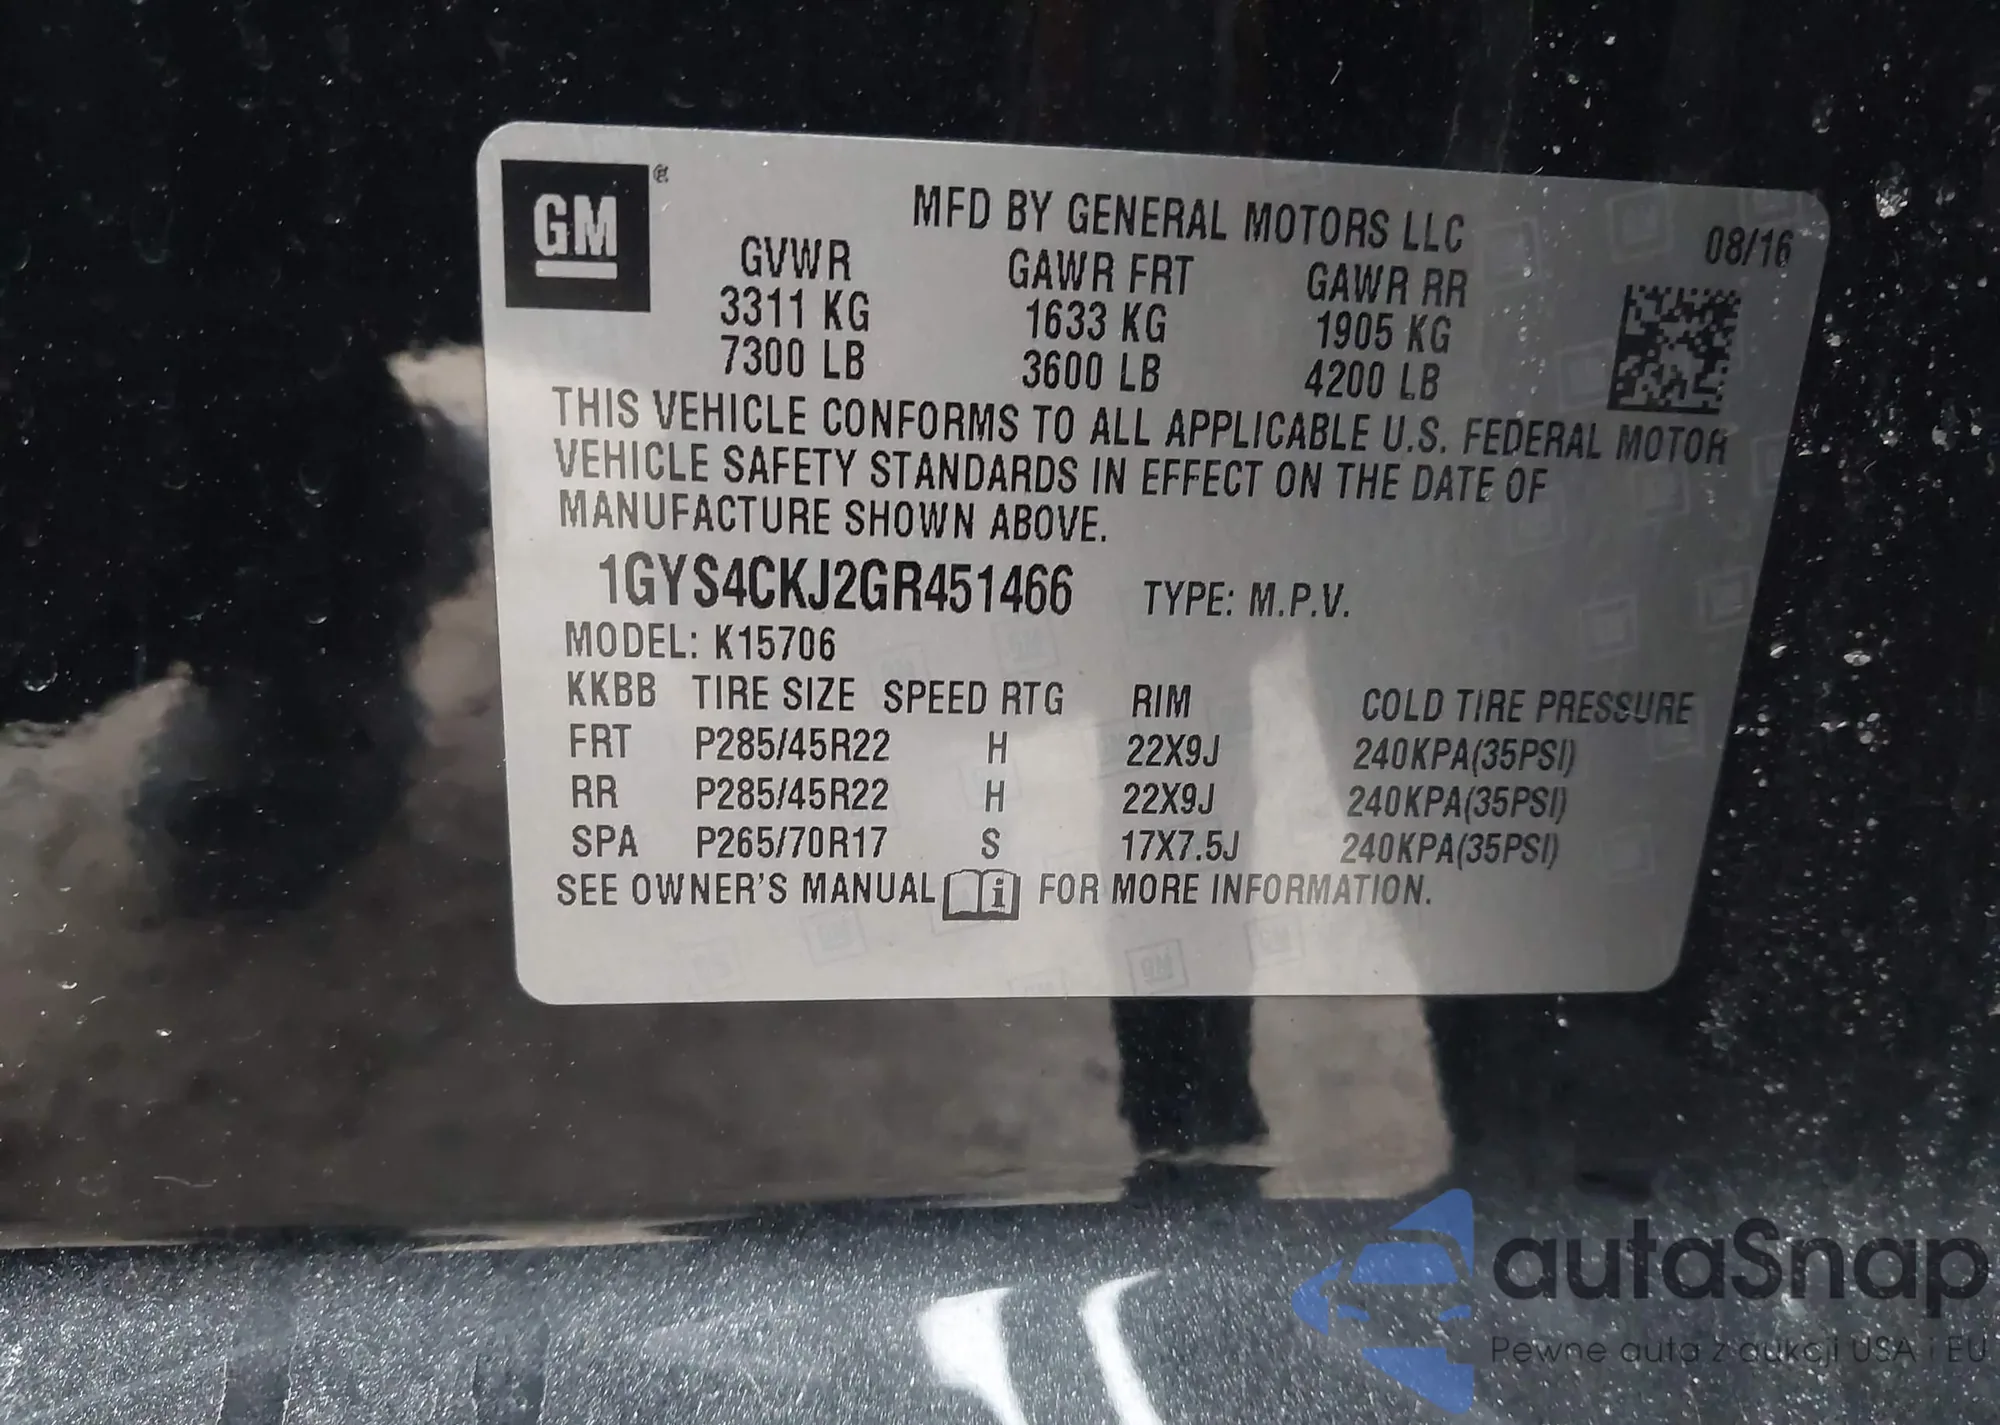 GM ®
MFD BY GENERAL MOTORS LLC
08/16
GVWR GAWR FRT GAWR RR
3311 KG 1633 KG 1905 KG
7300 LB 3600 LB 4200 LB
THIS VEHICLE CONFORMS TO ALL APPLICABLE U.S. FEDERAL MOTOR
VEHICLE SAFETY STANDARDS IN EFFECT ON THE DATE OF
MANUFACTURE SHOWN ABOVE.
1GYS4CKJ2GR451466 TYPE: M.P.V.
MODEL: K15706
KKBB TIRE SIZE SPEED RTG RIM COLD TIRE PRESSURE
FRT P285/45R22 H 22X9J 240KPA(35PSI)
RR P285/45R22 H 22X9J 240KPA(35PSI)
SPA P265/70R17 S 17X7.5J 240KPA(35PSI)
SEE OWNER'S MANUAL i FOR MORE INFORMATION.
autaSnap
Pewne auta z aukcji USA i EU